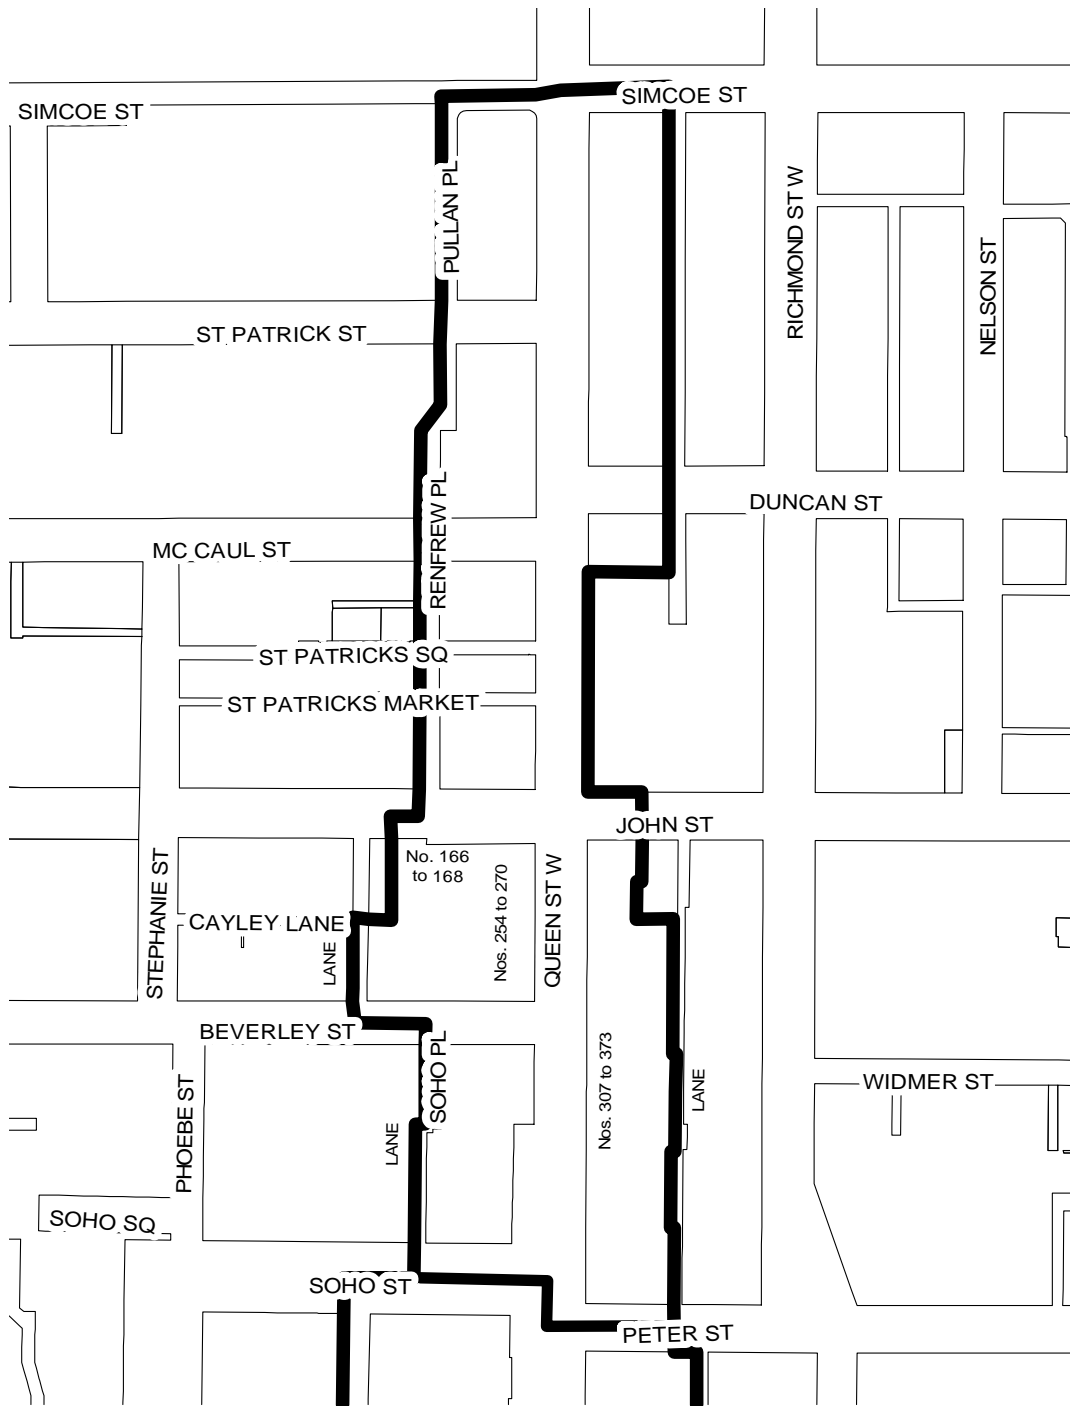 SIMCOE ST
SIMCOE ST
PULLAN PL
RICHMOND ST W
NELSON ST
ST PATRICK ST
RENFREW PL
DUNCAN ST
MC CAUL ST
ST PATRICKS SQ
ST PATRICKS MARKET
JOHN ST
No. 166
to 168
Nos. 254 to 270
QUEEN ST W
STEPHANIE ST
CAYLEY LANE
LANE
BEVERLEY ST
SOHO PL
Nos. 307 to 373
LANE
WIDMER ST
PHOEBE ST
LANE
SOHO SQ
SOHO ST
PETER ST